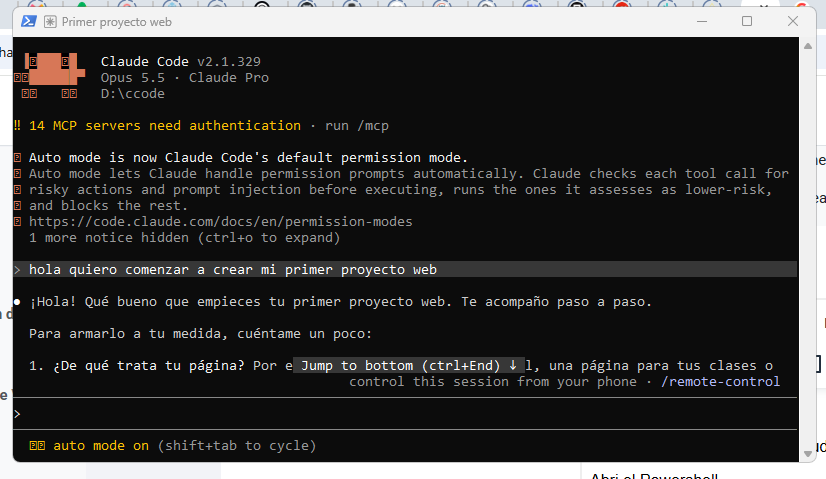 Primer proyecto web
Claude Code v2.1.329
Opus 5.5 · Claude Pro
D:\ccode
‼ 14 MCP servers need authentication · run /mcp
Auto mode is now Claude Code's default permission mode.
Auto mode lets Claude handle permission prompts automatically. Claude checks each tool call for
risky actions and prompt injection before executing, runs the ones it assesses as lower-risk,
and blocks the rest.
https://code.claude.com/docs/en/permission-modes
1 more notice hidden (ctrl+o to expand)
> hola quiero comenzar a crear mi primer proyecto web
● ¡Hola! Qué bueno que empieces tu primer proyecto web. Te acompaño paso a paso.
Para armarlo a tu medida, cuéntame un poco:
1. ¿De qué trata tu página? Por e Jump to bottom (ctrl+End) ↓ l, una página para tus clases o
control this session from your phone · /remote-control
>
auto mode on (shift+tab to cycle)